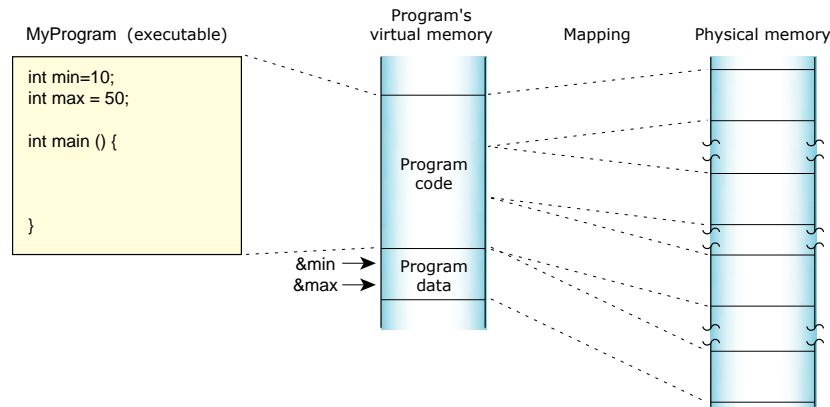 MyProgram (executable)
int min=10;
int max = 50;
int main () {
}
Program's
virtual memory
Program
code
&min
&max
Program
data
Mapping
Physical memory